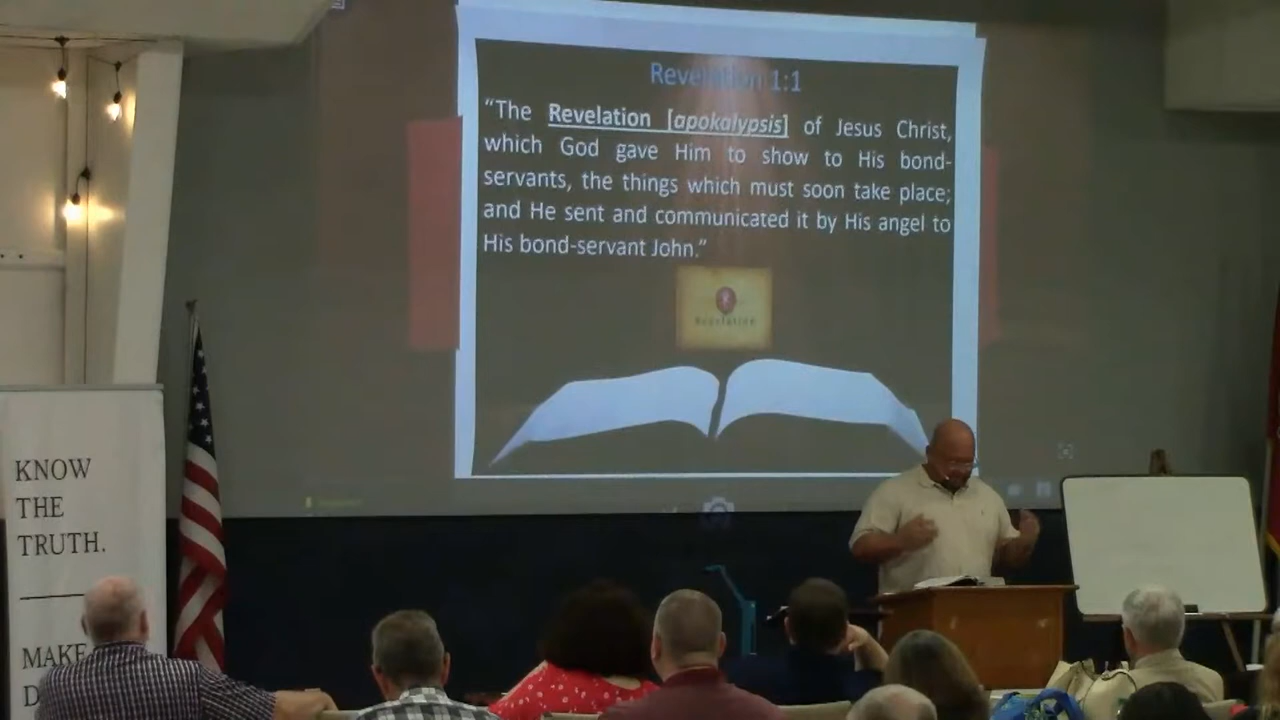 Revelation 1:1
“The Revelation [apokalypsis] of Jesus Christ,
which God gave Him to show to His bond-
servants, the things which must soon take place;
and He sent and communicated it by His angel to
His bond-servant John.”
Revelation
KNOW
THE
TRUTH.
MAKE
D